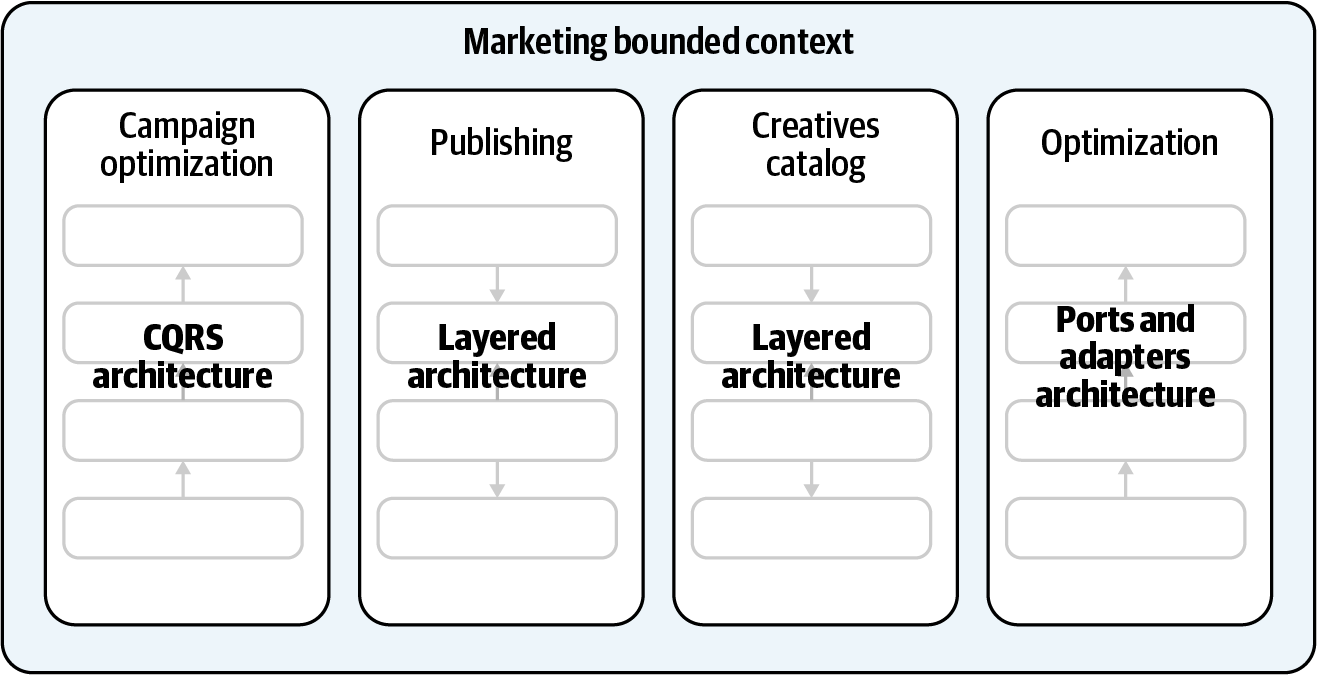 Marketing bounded context
Campaign
optimization
Publishing
Creatives
catalog
Optimization
CQRS
architecture
Layered
architecture
Layered
architecture
Ports and
adapters
architecture